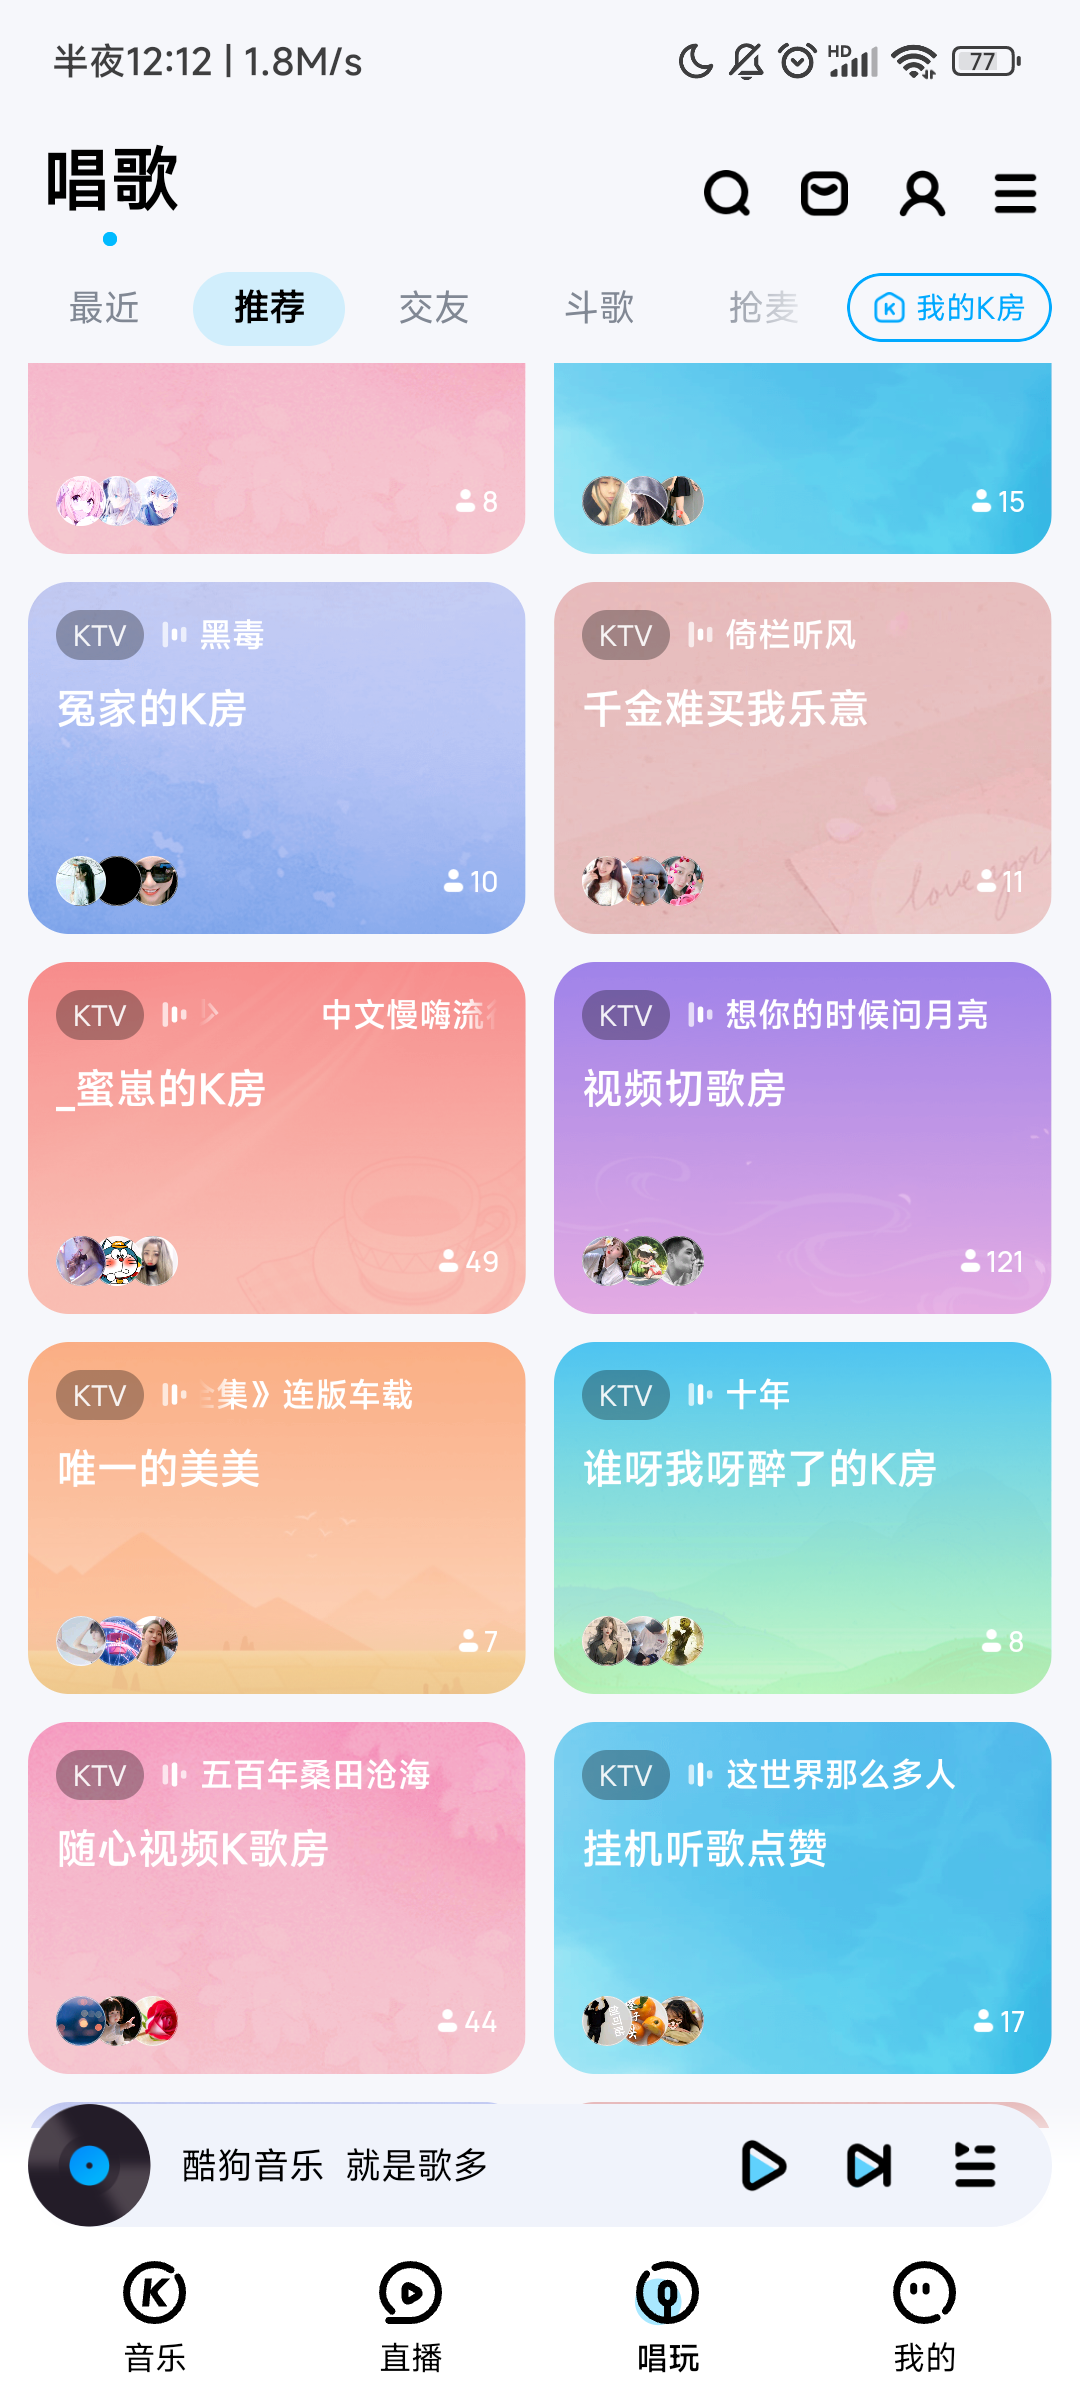 半夜12:12 | 1.8M/s HD 77
唱歌
最近 推荐 交友 斗歌 抢麦 我的K房
8 15
KTV 黑毒
冤家的K房
10
KTV 倚栏听风
千金难买我乐意
love you
11
KTV 中文慢嗨流
_蜜崽的K房
49
KTV 想你的时候问月亮
视频切歌房
121
KTV 集》连版车载
唯一的美美
7
KTV 十年
谁呀我呀醉了的K房
8
KTV 五百年桑田沧海
随心视频K歌房
44
KTV 这世界那么多人
挂机听歌点赞
17
酷狗音乐 就是歌多
音乐 直播 唱玩 我的